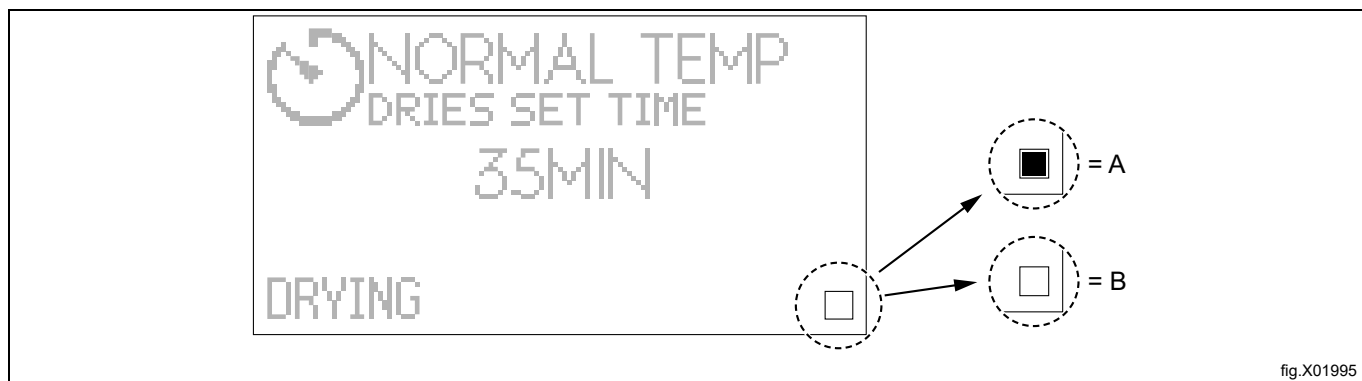 NORMAL TEMP
DRIES SET TIME
35MIN
= A
= B
DRYING
fig.X01995